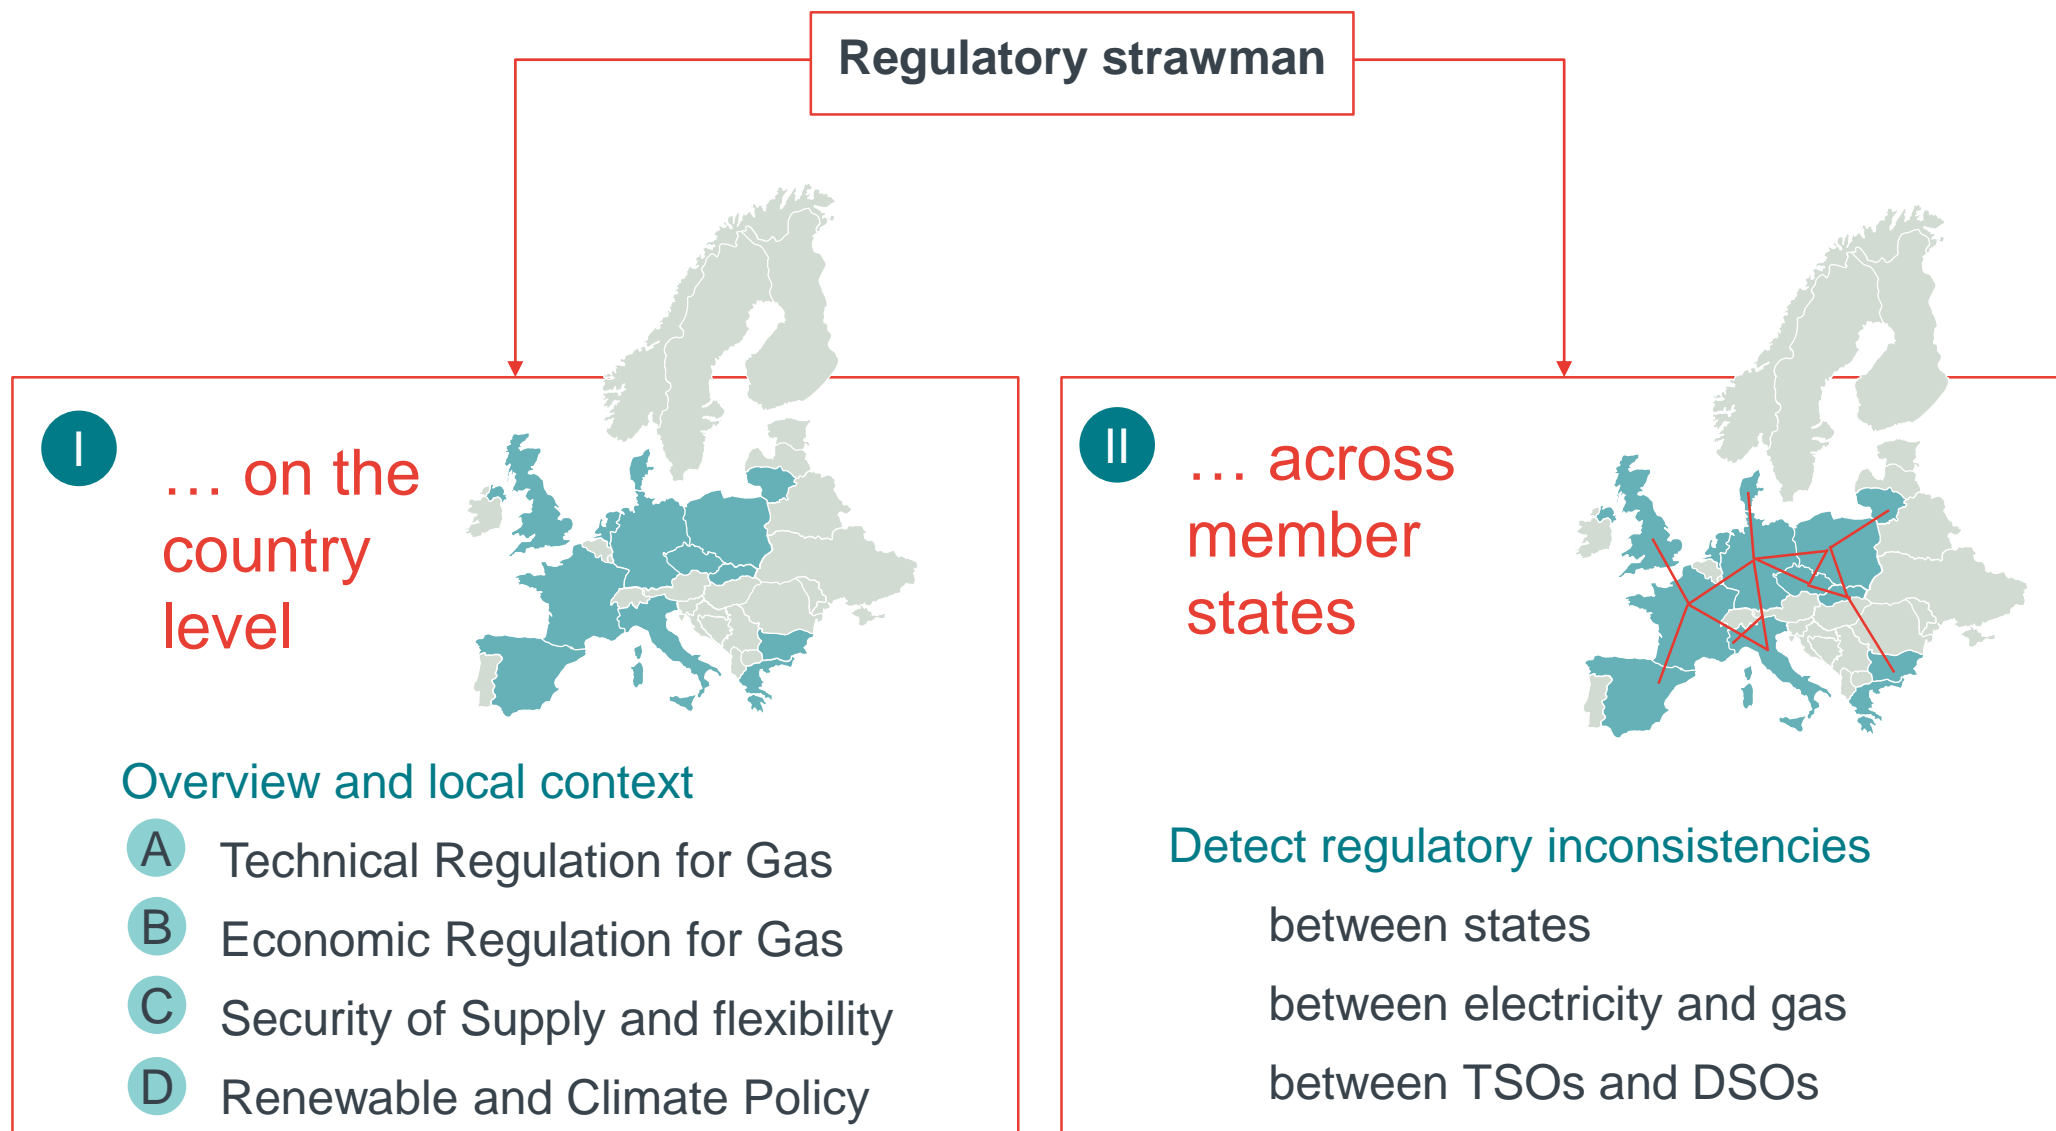 Regulatory strawman
I
… on the
country
level
Overview and local context
A Technical Regulation for Gas
B Economic Regulation for Gas
C Security of Supply and flexibility
D Renewable and Climate Policy
II
… across
member
states
Detect regulatory inconsistencies
between states
between electricity and gas
between TSOs and DSOs